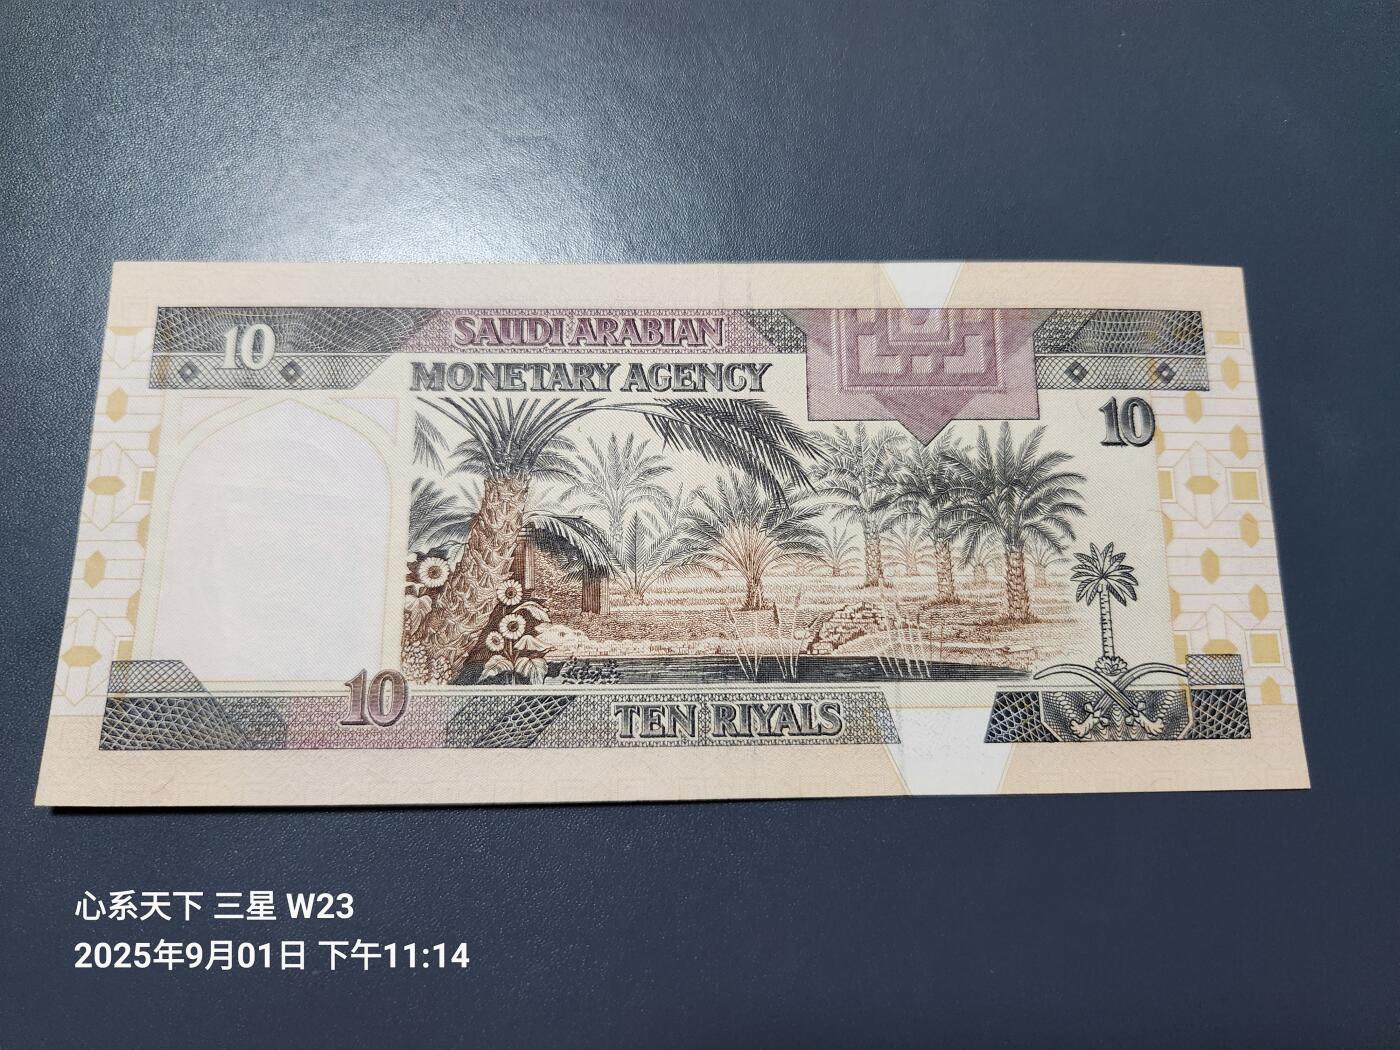 10
SAUDI ARABIAN
MONETARY AGENCY
10
10
TEN RIYALS
心系天下 三星 W23
2025年9月01日 下午11:14